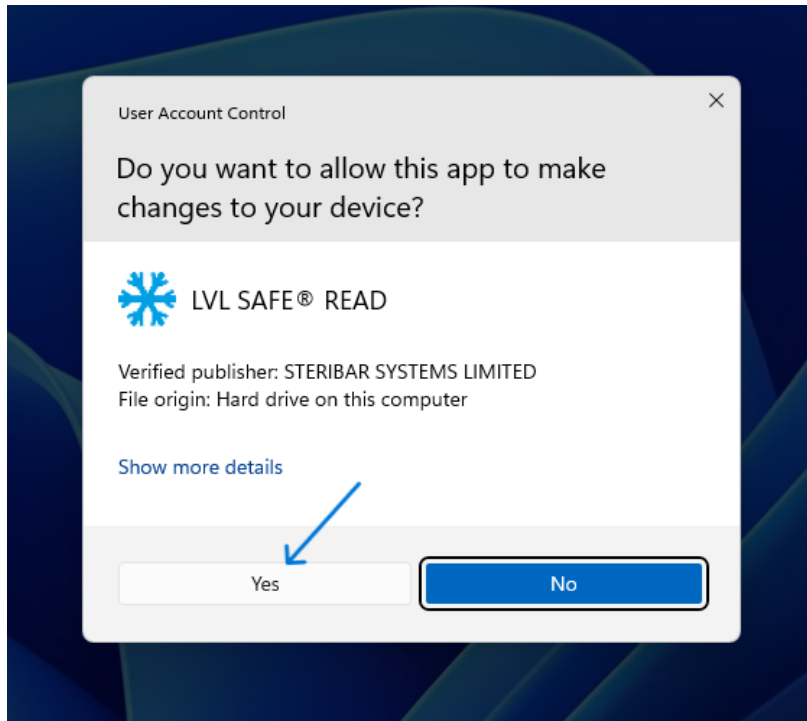 User Account Control
Do you want to allow this app to make
changes to your device?
LVL SAFE® READ
Verified publisher: STERIBAR SYSTEMS LIMITED
File origin: Hard drive on this computer
Show more details
Yes
No